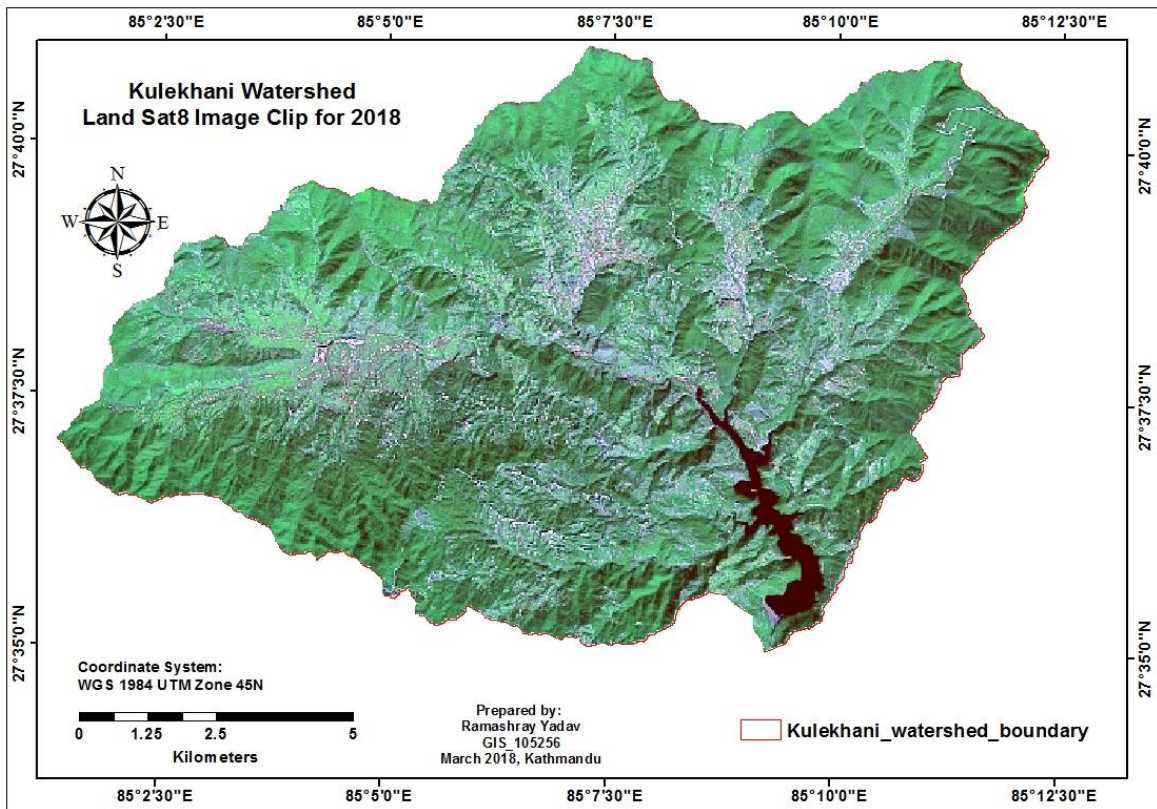 85°2'30"E 85°5'0"E 85°7'30"E 85°10'0"E 85°12'30"E
Kulekhani Watershed
Land Sat8 Image Clip for 2018
27°40'0"N
27°40'0"N
N
W E
S
27°37'30"N
27°37'30"N
27°35'0"N
27°35'0"N
Coordinate System:
WGS 1984 UTM Zone 45N
0 1.25 2.5 5
Kilometers
Prepared by:
Ramashray Yadav
GIS_105256
March 2018, Kathmandu
Kulekhani_watershed_boundary
85°2'30"E 85°5'0"E 85°7'30"E 85°10'0"E 85°12'30"E